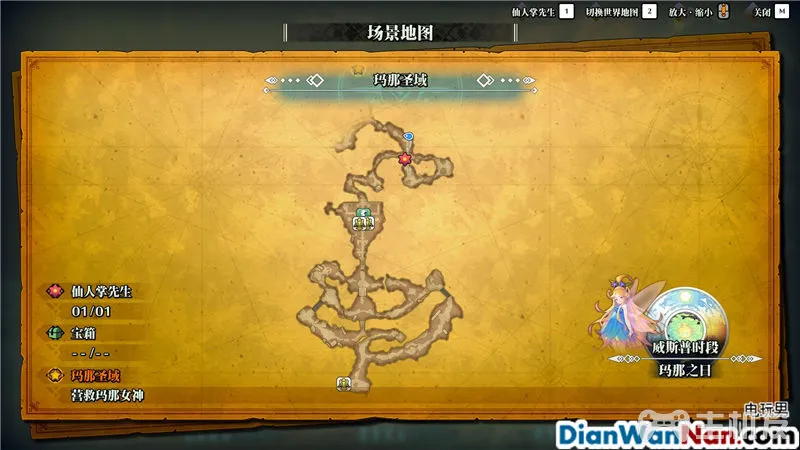 仙人掌先生 1 切换世界地图 2 放大·缩小 关闭 M
场景地图
玛那圣域
仙人掌先生
01/01
宝箱
--/--
玛那圣域
营救玛那女神
威斯普时段
玛那之日
电玩男
DianWanNan.com